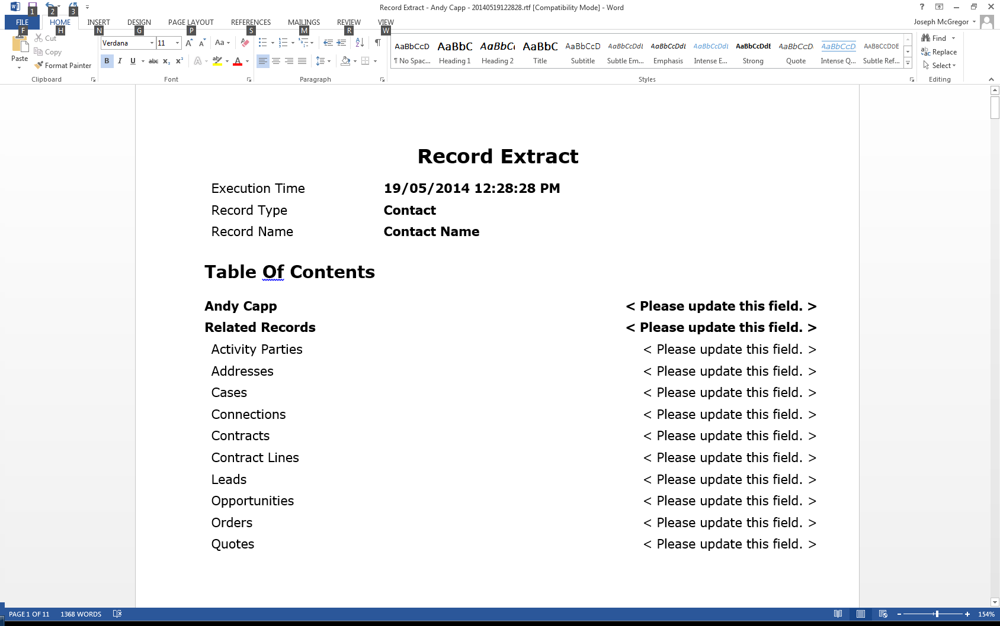 Record Extract - Andy Capp - 20140519122828.rtf [Compatibility Mode] - Word
1 2 3
FILE HOME INSERT DESIGN PAGE LAYOUT REFERENCES MAILINGS REVIEW VIEW
Joseph McGregor
F H N G P S M R W
Paste
Cut
Copy
Format Painter
Clipboard
Verdana 11
Font
Paragraph
AaBbCcD AaBbC AaBbC AaBbC AaBbCcD AaBbCcDdE AaBbCcDdE AaBbCcDdE AaBbCcDdE AaBbCcD AaBbCcD AaBbCcDdE
¶ No Spac... Heading 1 Heading 2 Title Subtitle Subtle Em... Emphasis Intense E... Strong Quote Intense Q... Subtle Ref...
Styles
Find
Replace
Select
Editing
Record Extract
Execution Time 19/05/2014 12:28:28 PM
Record Type Contact
Record Name Contact Name
Table Of Contents
Andy Capp < Please update this field. >
Related Records < Please update this field. >
Activity Parties < Please update this field. >
Addresses < Please update this field. >
Cases < Please update this field. >
Connections < Please update this field. >
Contracts < Please update this field. >
Contract Lines < Please update this field. >
Leads < Please update this field. >
Opportunities < Please update this field. >
Orders < Please update this field. >
Quotes < Please update this field. >
PAGE 1 OF 11 1368 WORDS 154%